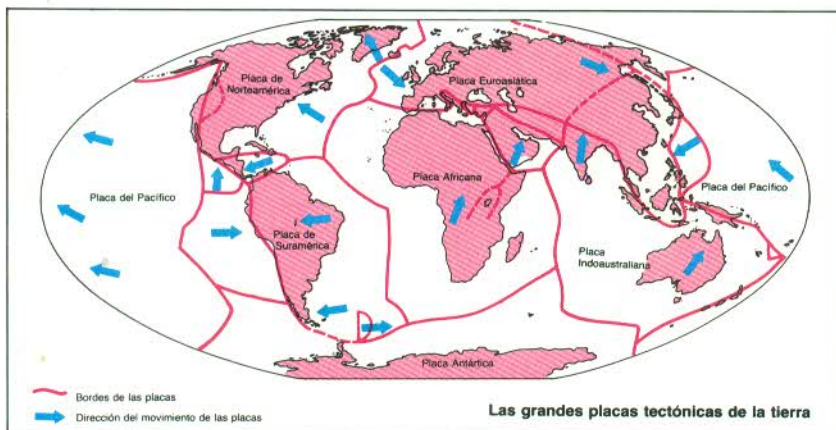 Placa de
Norteamérica
Placa Euroasiática
Placa Africana
Placa del Pacífico
Placa del Pacífico
Placa de
Suramérica
Placa
Indoaustraliana
Placa Antártica
Bordes de las placas
Dirección del movimiento de las placas
Las grandes placas tectónicas de la tierra